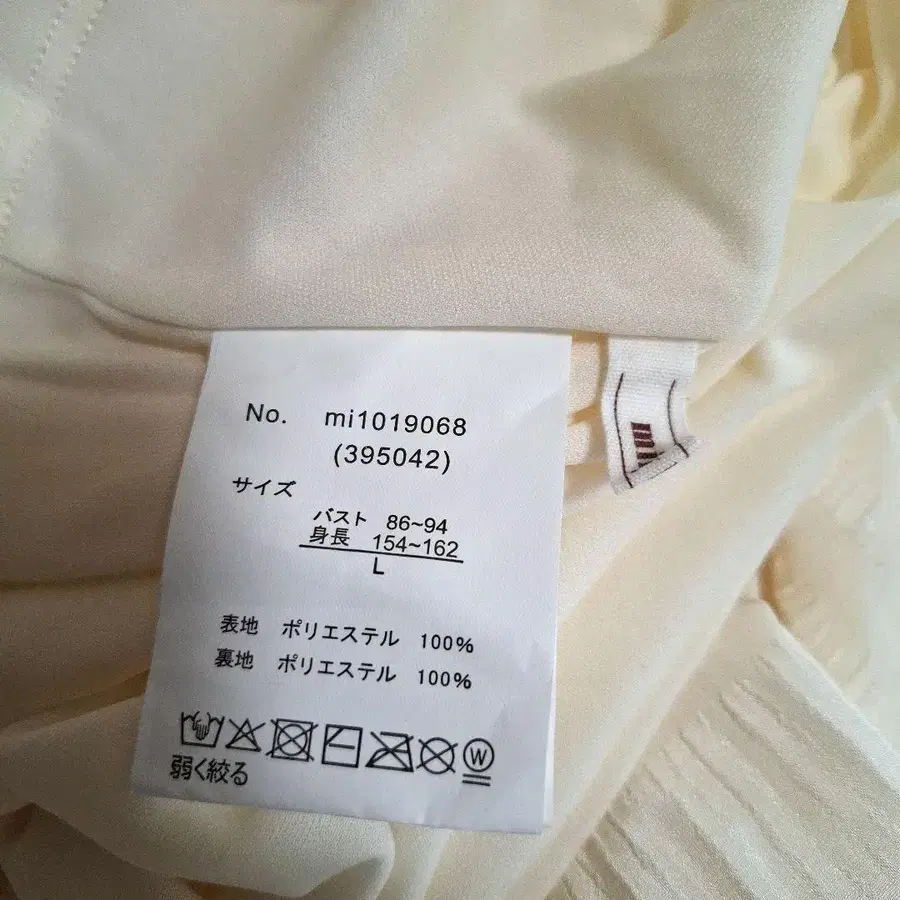 No. mi1019068
(395042)
サイズ
バスト 86~94
身長 154~162
L
表地 ポリエステル 100%
裏地 ポリエステル 100%
W
弱く絞る